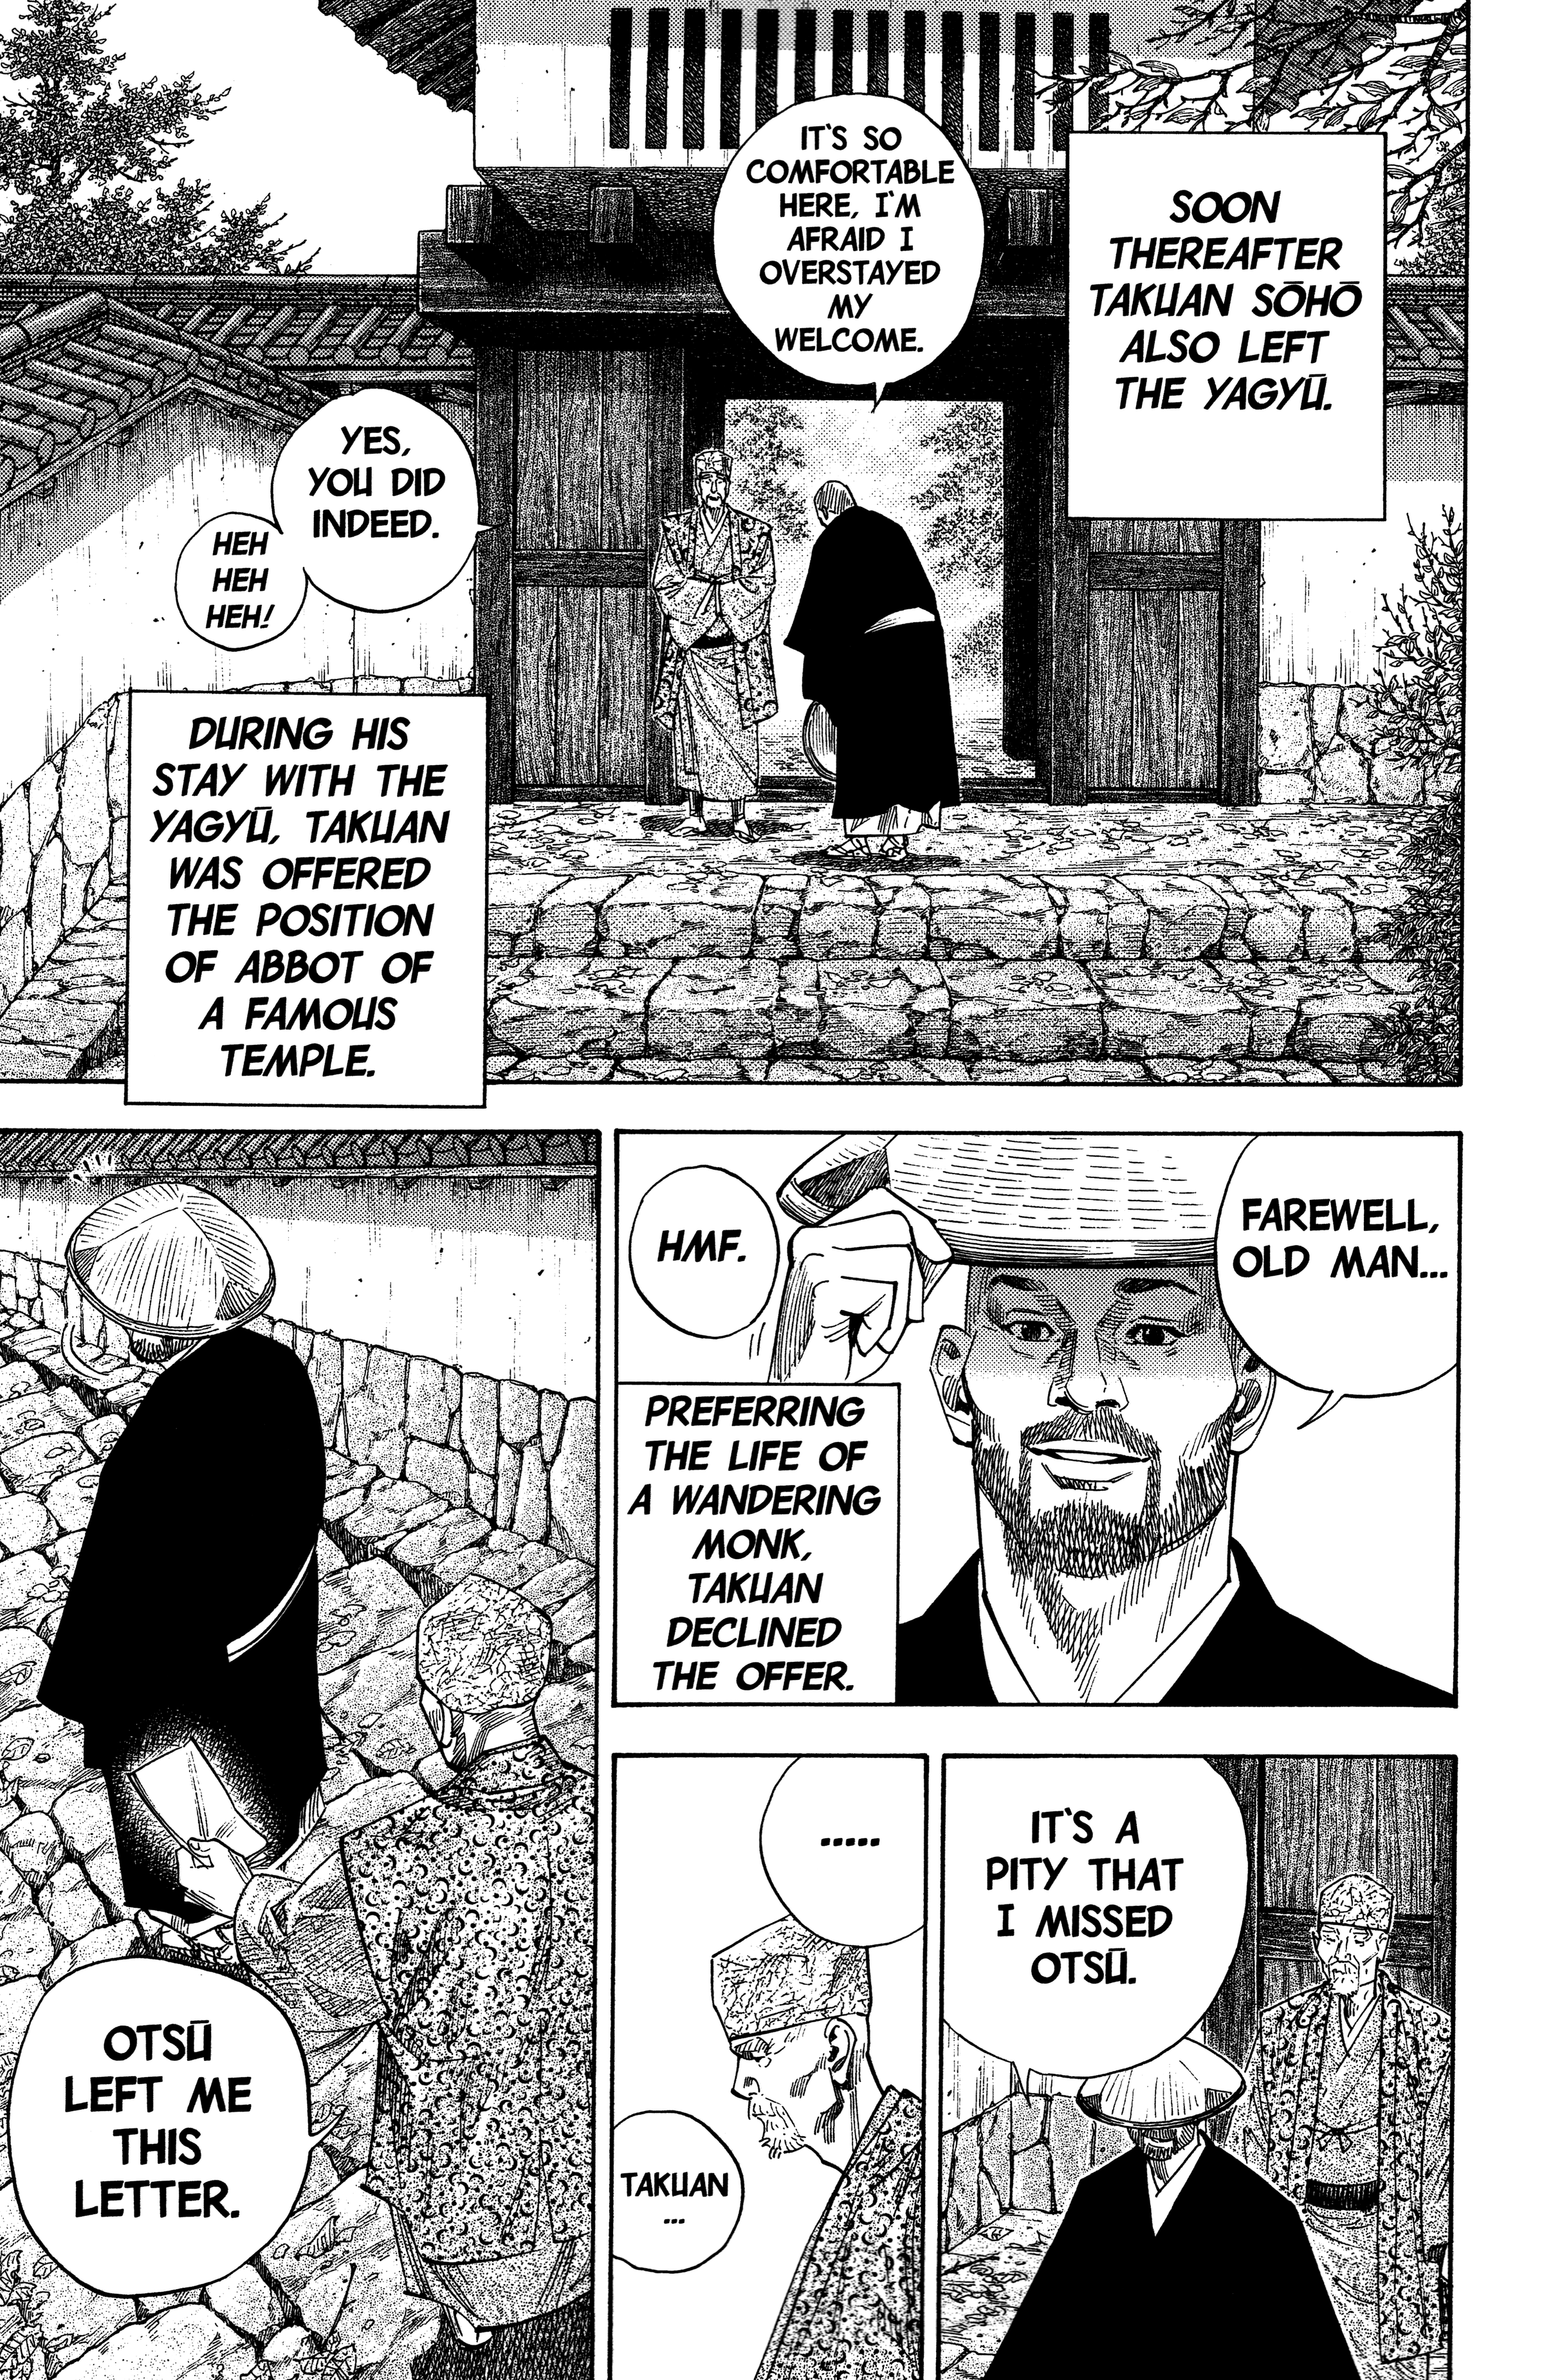 SOON
THEREAFTER
TAKUAN SŌHŌ
ALSO LEFT
THE YAGYŪ.
IT'S SO
COMFORTABLE
HERE, I'M
AFRAID I
OVERSTAYED
MY
WELCOME.
YES,
YOU DID
INDEED.
HEH
HEH
HEH!
DURING HIS
STAY WITH THE
YAGYŪ, TAKUAN
WAS OFFERED
THE POSITION
OF ABBOT OF
A FAMOUS
TEMPLE.
FAREWELL,
OLD MAN...
HMF.
PREFERRING
THE LIFE OF
A WANDERING
MONK,
TAKUAN
DECLINED
THE OFFER.
IT'S A
PITY THAT
I MISSED
OTSŪ.
.....
TAKUAN
...
OTSŪ
LEFT ME
THIS
LETTER.